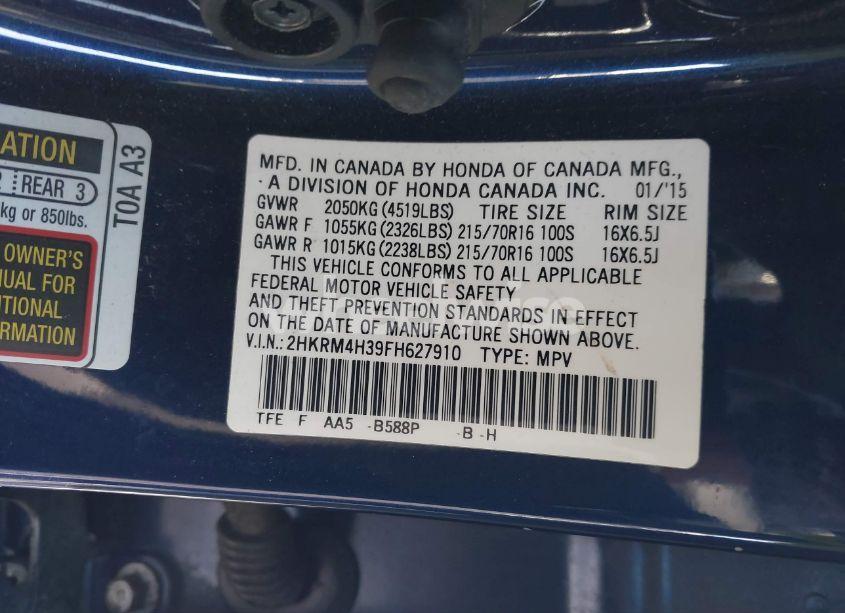 ATION
2 REAR 3
kg or 850lbs.
OWNER'S
NUAL FOR
ITIONAL
ORMATION
T0A A3
MFD. IN CANADA BY HONDA OF CANADA MFG.,
A DIVISION OF HONDA CANADA INC. 01/'15
GVWR 2050KG (4519LBS) TIRE SIZE RIM SIZE
GAWR F 1055KG (2326LBS) 215/70R16 100S 16X6.5J
GAWR R 1015KG (2238LBS) 215/70R16 100S 16X6.5J
THIS VEHICLE CONFORMS TO ALL APPLICABLE
FEDERAL MOTOR VEHICLE SAFETY
AND THEFT PREVENTION STANDARDS IN EFFECT
ON THE DATE OF MANUFACTURE SHOWN ABOVE.
V.I.N.: 2HKRM4H39FH627910 TYPE: MPV
TFE F AA5 -B588P -B -H